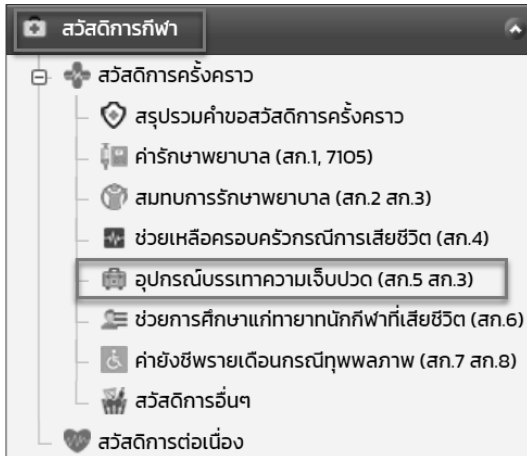 สวัสดิการกีฬา
สวัสดิการครั้งคราว
สรุปรวมคำขอสวัสดิการครั้งคราว
ค่ารักษาพยาบาล (สก.1, 7105)
สมทบการรักษาพยาบาล (สก.2 สก.3)
ช่วยเหลือครอบครัวกรณีการเสียชีวิต (สก.4)
อุปกรณ์บรรเทาความเจ็บปวด (สก.5 สก.3)
ช่วยการศึกษาแก่ทายาทนักกีฬาที่เสียชีวิต (สก.6)
ค่ายังชีพรายเดือนกรณีทุพพลภาพ (สก.7 สก.8)
สวัสดิการอื่นๆ
สวัสดิการต่อเนื่อง